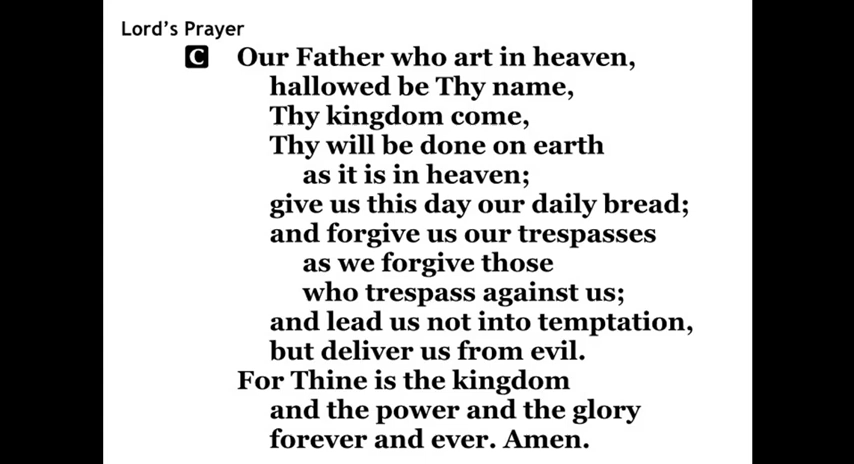 Lord’s Prayer
C Our Father who art in heaven,
hallowed be Thy name,
Thy kingdom come,
Thy will be done on earth
as it is in heaven;
give us this day our daily bread;
and forgive us our trespasses
as we forgive those
who trespass against us;
and lead us not into temptation,
but deliver us from evil.
For Thine is the kingdom
and the power and the glory
forever and ever. Amen.